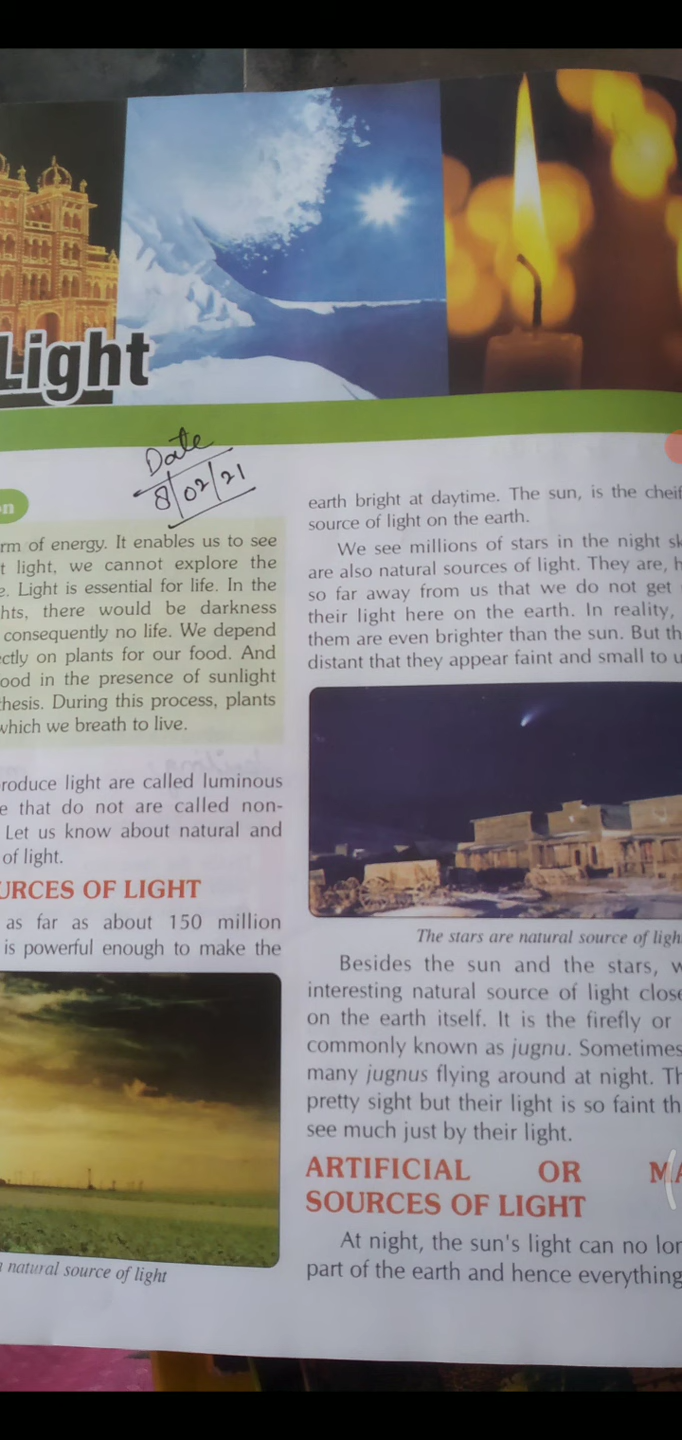 Light
Date
8/02/21
on
rm of energy. It enables us to see
t light, we cannot explore the
e. Light is essential for life. In the
hts, there would be darkness
consequently no life. We depend
ctly on plants for our food. And
ood in the presence of sunlight
thesis. During this process, plants
which we breath to live.
roduce light are called luminous
e that do not are called non-
Let us know about natural and
of light.
URCES OF LIGHT
as far as about 150 million
is powerful enough to make the
natural source of light
earth bright at daytime. The sun, is the cheif
source of light on the earth.
We see millions of stars in the night sk
are also natural sources of light. They are, h
so far away from us that we do not get
their light here on the earth. In reality,
them are even brighter than the sun. But th
distant that they appear faint and small to u
The stars are natural source of ligh
Besides the sun and the stars, w
interesting natural source of light close
on the earth itself. It is the firefly or
commonly known as jugnu. Sometimes
many jugnus flying around at night. Th
pretty sight but their light is so faint th
see much just by their light.
ARTIFICIAL OR MA
SOURCES OF LIGHT
At night, the sun's light can no lon
part of the earth and hence everything